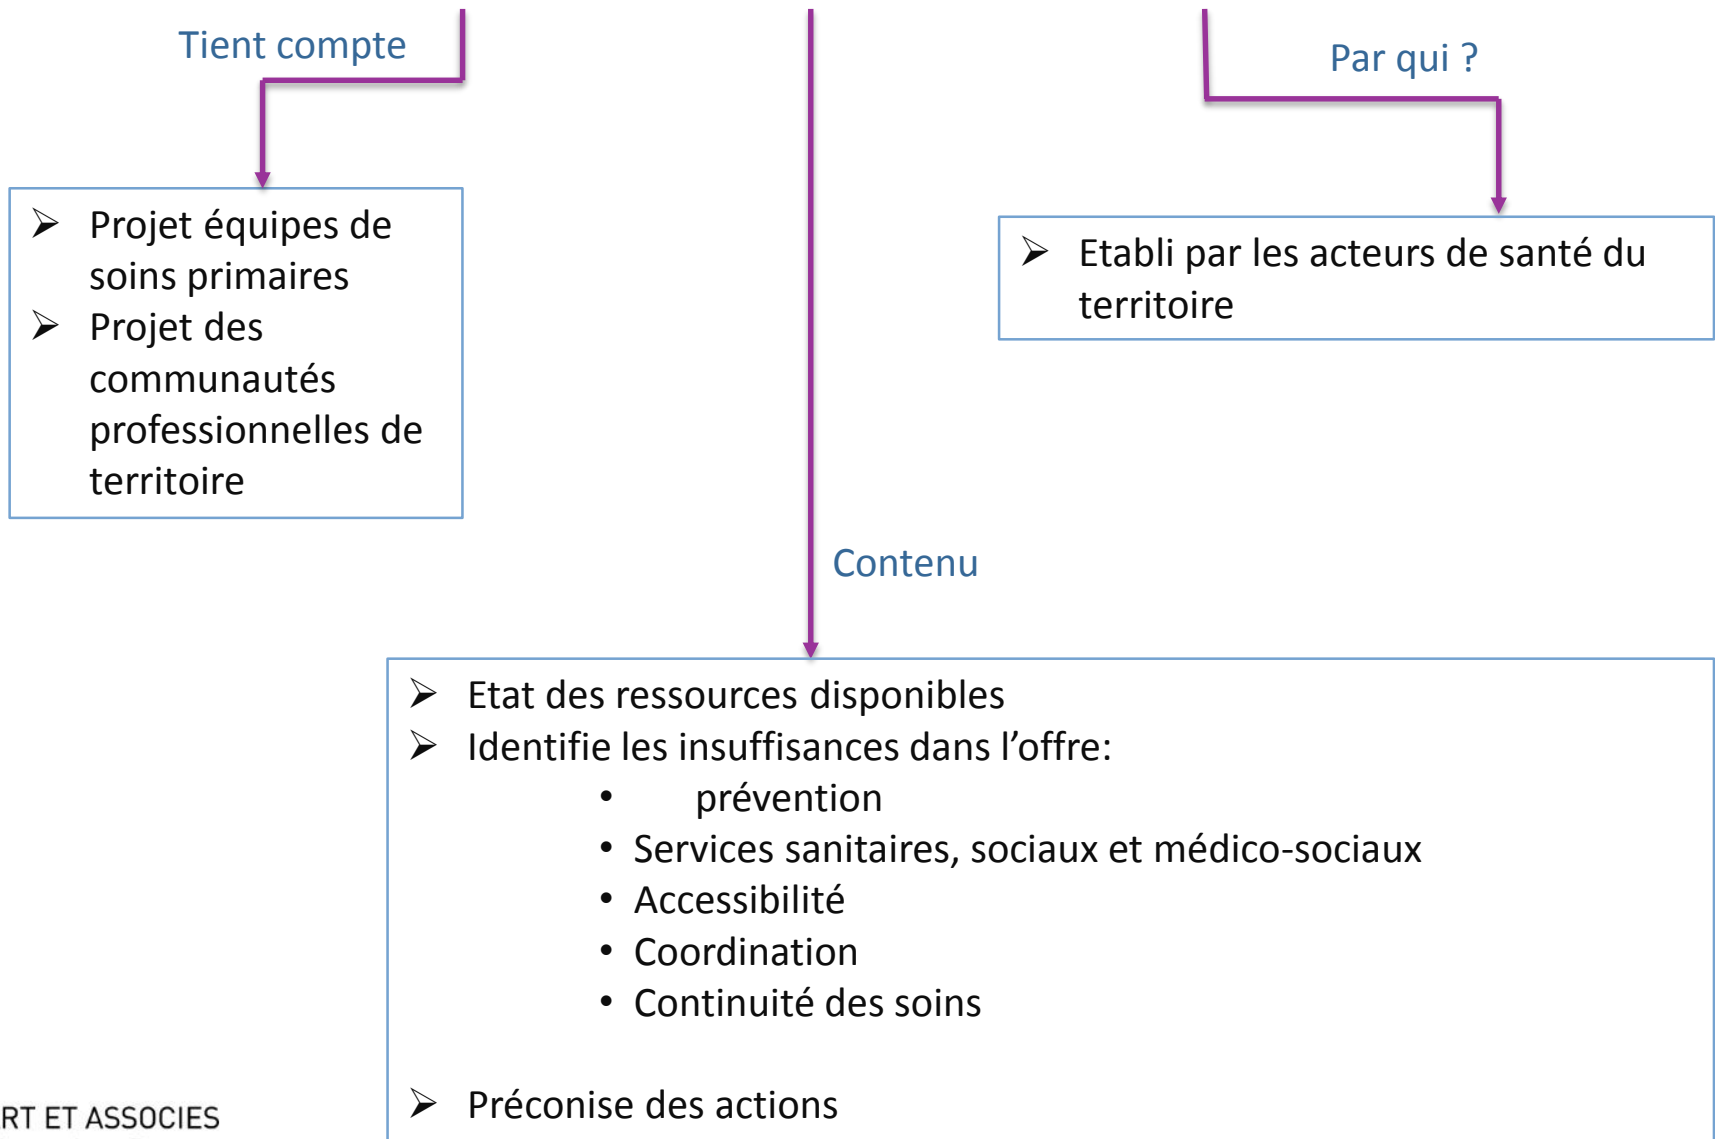 Tient compte
Par qui ?
➢ Projet équipes de
soins primaires
➢ Projet des
communautés
professionnelles de
territoire
➢ Etabli par les acteurs de santé du
territoire
Contenu
➢ Etat des ressources disponibles
➢ Identifie les insuffisances dans l’offre:
• prévention
• Services sanitaires, sociaux et médico-sociaux
• Accessibilité
• Coordination
• Continuité des soins
➢ Préconise des actions
RT ET ASSOCIES